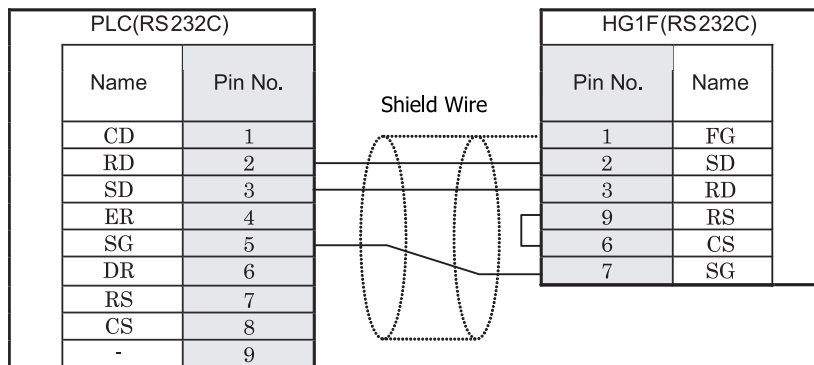 PLC(RS232C)
HG1F(RS232C)
Name Pin No.
Pin No. Name
Shield Wire
CD 1
1 FG
RD 2
2 SD
SD 3
3 RD
ER 4
9 RS
SG 5
6 CS
DR 6
7 SG
RS 7
CS 8
- 9